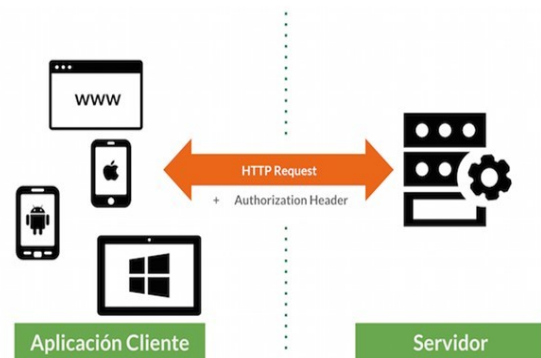 WWW
HTTP Request
+ Authorization Header
Aplicación Cliente
Servidor